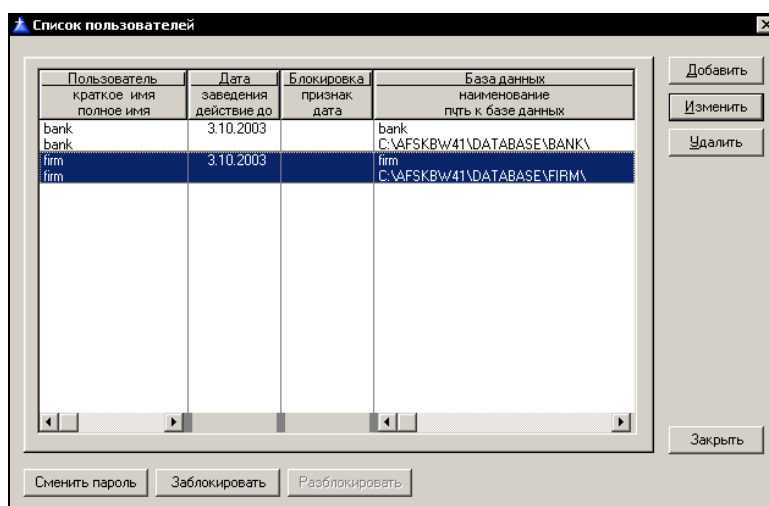 Список пользователей
Пользователь Дата Блокировка База данных
краткое имя заведения признак наименование
полное имя действие до дата путь к базе данных
bank 3.10.2003 bank
bank C:\AFSKBW41\DATABASE\BANK\
firm 3.10.2003 firm
firm C:\AFSKBW41\DATABASE\FIRM\
Добавить
Изменить
Удалить
Закрыть
Сменить пароль Заблокировать Разблокировать